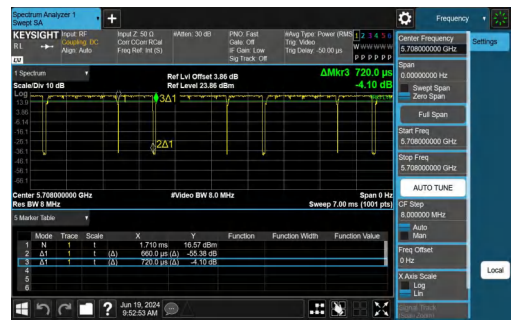 Spectrum Analyzer 1
Swept SA
+
Frequency
KEYSIGHT
Input: RF
Coupling: DC
Align: Auto
Input Z: 50 Ω
Corr CCorr RCal
Freq Ref: Int (S)
#Atten: 30 dB
PNO: Fast
Gate: Off
IF Gain: Low
Sig Track: Off
#Avg Type: Power (RMS
Trig: Video
Trig Delay: -50.00 µs
1 2 3 4 5 6
W W W W W W
P P P P P P
RL
LV
Center Frequency
5.708000000 GHz
Settings
Span
0.00000000 Hz
Swept Span
Zero Span
Full Span
Start Freq
5.708000000 GHz
Stop Freq
5.708000000 GHz
AUTO TUNE
CF Step
8.000000 MHz
Auto
Man
Freq Offset
0 Hz
X Axis Scale
Log
Lin
Signal Track
(Span Zoom)
Local
1 Spectrum
Scale/Div 10 dB
Log
Ref Lvl Offset 3.86 dB
Ref Level 23.86 dBm
ΔMkr3 720.0 µs
-4.10 dB
13.9
3.86
-6.14
-16.1
-26.1
-36.1
-46.1
-56.1
-66.1
1
3Δ1
2Δ1
Center 5.708000000 GHz
Res BW 8 MHz
#Video BW 8.0 MHz
Span 0 Hz
Sweep 7.00 ms (1001 pts)
5 Marker Table
Mode Trace Scale X Y Function Function Width Function Value
1 N 1 t 1.710 ms 16.57 dBm
2 Δ1 1 t (Δ) 660.0 µs (Δ) -55.38 dB
3 Δ1 1 t (Δ) 720.0 µs (Δ) -4.10 dB
4
5
6
?
Jun 19, 2024
9:52:53 AM